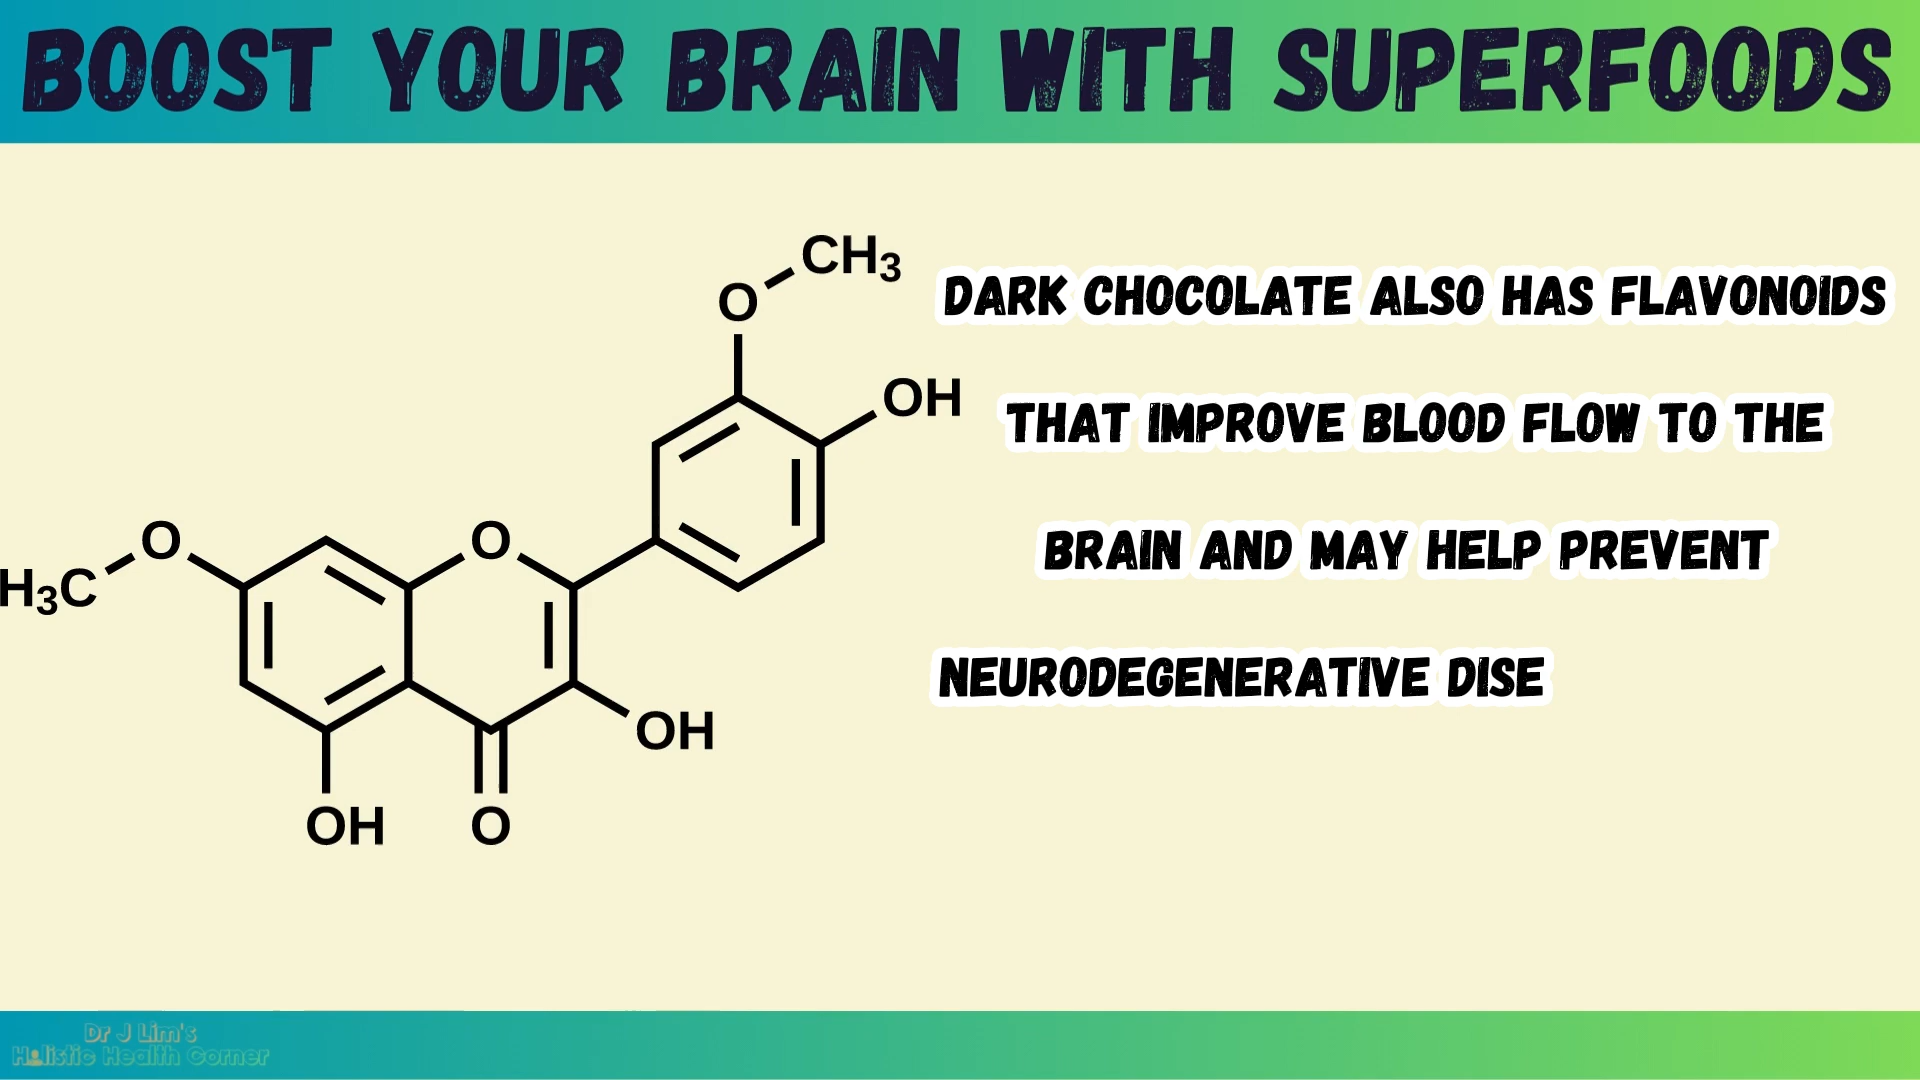 BOOST YOUR BRAIN WITH SUPERFOODS
CH3
O
OH
DARK CHOCOLATE ALSO HAS FLAVONOIDS
THAT IMPROVE BLOOD FLOW TO THE
BRAIN AND MAY HELP PREVENT
NEURODEGENERATIVE DISE
O
O
H3C
OH
OH
O
Dr J Lim's
Holistic Health Corner